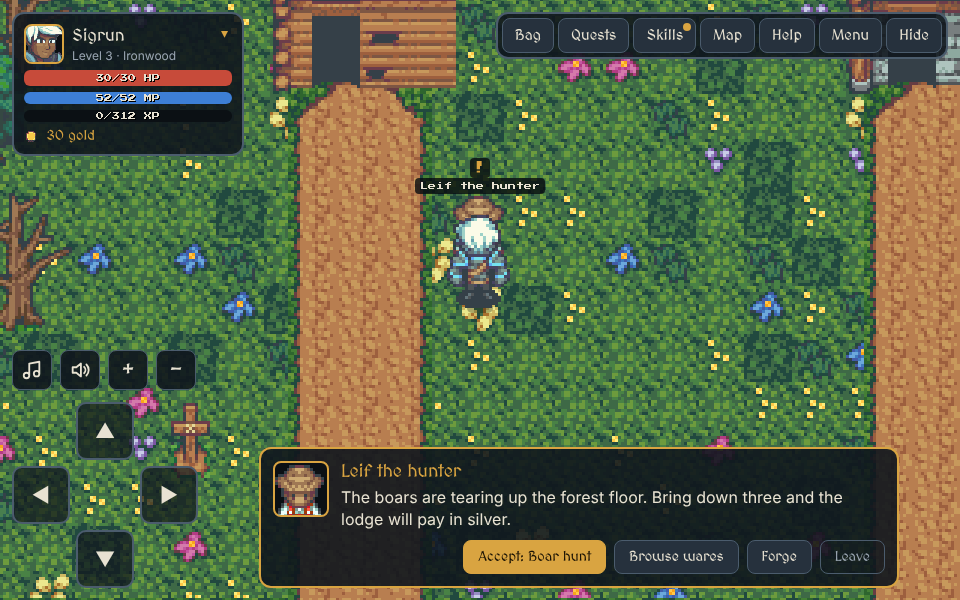 Sigrun
Level 3 · Ironwood
30/30 HP
52/52 MP
0/312 XP
30 gold
Bag
Quests
Skills
Map
Help
Menu
Hide
!
Leif the hunter
+
-
Leif the hunter
The boars are tearing up the forest floor. Bring down three and the
lodge will pay in silver.
Accept: Boar hunt
Browse wares
Forge
Leave